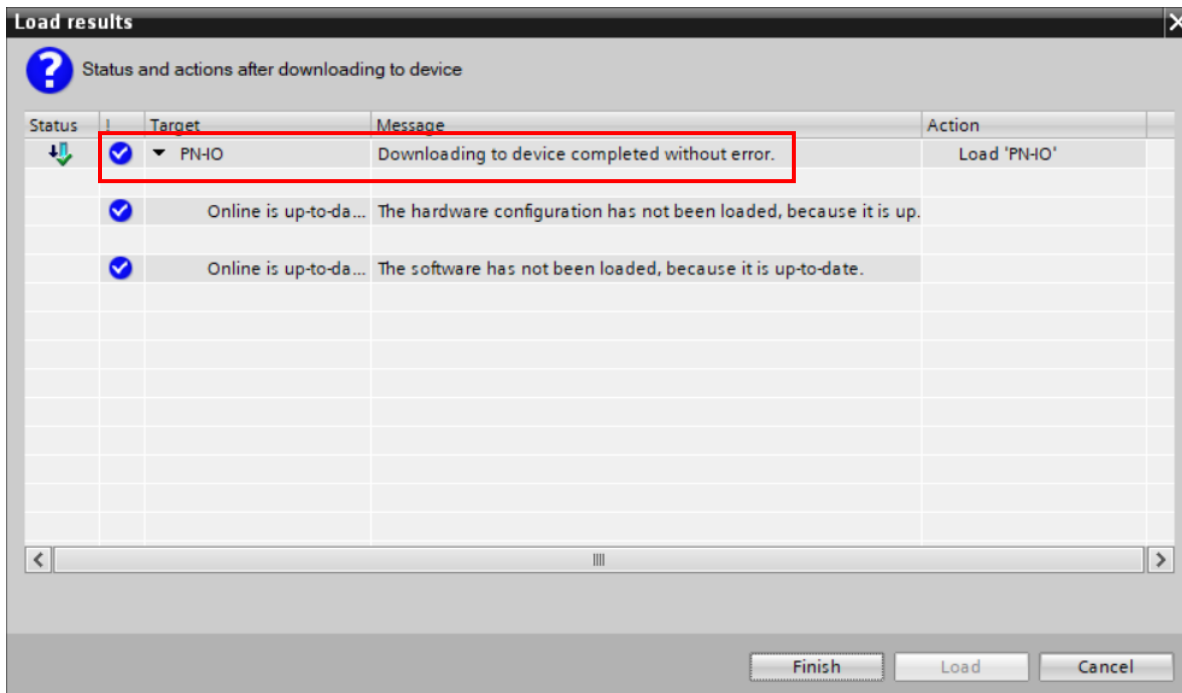 Load results
Status and actions after downloading to device
Status ! Target Message Action
PN-IO Downloading to device completed without error. Load 'PN-IO'
Online is up-to-da... The hardware configuration has not been loaded, because it is up.
Online is up-to-da... The software has not been loaded, because it is up-to-date.
Finish Load Cancel